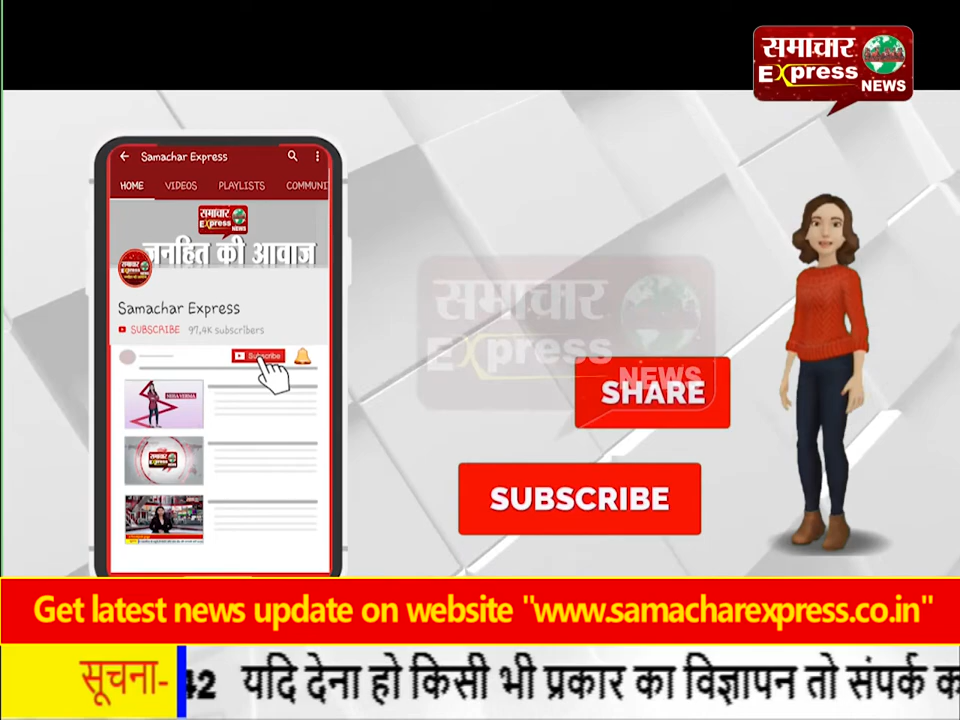 समाचार
Express
NEWS
Samachar Express
HOME VIDEOS PLAYLISTS COMMUNI
समाचार
Express
NEWS
जनहित की आवाज
Samachar Express
SUBSCRIBE 97,4K subscribers
Subscribe
समाचार
Express
NEWS
SHARE
SUBSCRIBE
Get latest news update on website "www.samacharexpress.co.in"
सूचना- 42 यदि देना हो किसी भी प्रकार का विज्ञापन तो संपर्क क